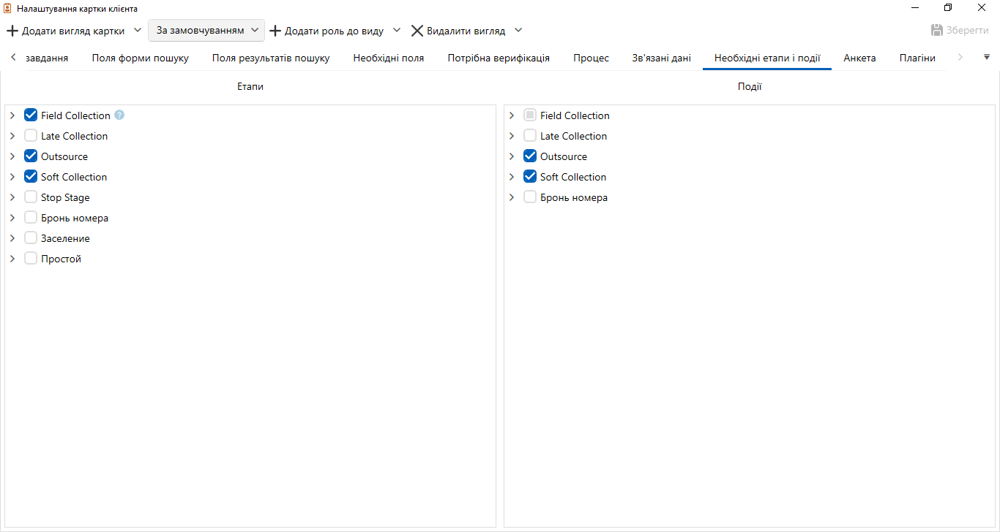 Налаштування картки клієнта
Додати вигляд картки За замовчуванням Додати роль до виду Видалити вигляд Зберегти
завдання Поля форми пошуку Поля результатів пошуку Необхідні поля Потрібна верифікація Процес Зв'язані дані Необхідні етапи і події Анкета Плагіни
Етапи
Field Collection ?
Late Collection
Outsource
Soft Collection
Stop Stage
Бронь номера
Заселение
Простой
Події
Field Collection
Late Collection
Outsource
Soft Collection
Бронь номера